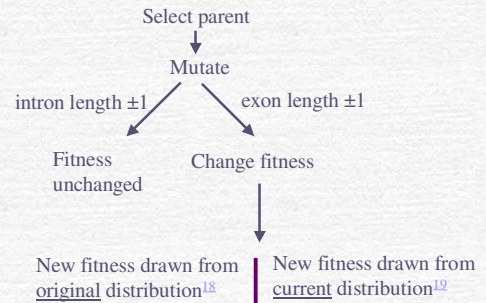 Select parent
Mutate
intron length ±1
exon length ±1
Fitness
unchanged
Change fitness
New fitness drawn from
original distribution18
New fitness drawn from
current distribution19